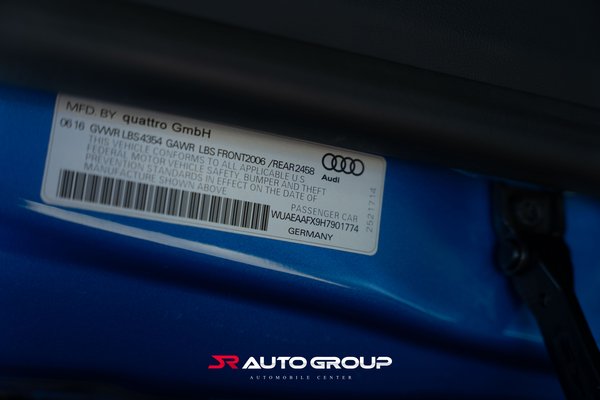 MFD. BY quattro GmbH
06 16 GVWR LBS4354 GAWR LBS FRONT2006 /REAR2458
THIS VEHICLE CONFORMS TO ALL APPLICABLE U.S
FEDERAL MOTOR VEHICLE SAFETY, BUMPER AND THEFT
PREVENTION STANDARDS IN EFFECT ON THE DATE OF
MANUFACTURE SHOWN ABOVE.
Audi
PASSENGER CAR
WUAEAAFX9H7901774
GERMANY
2521714
SR AUTO GROUP
AUTOMOBILE CENTER